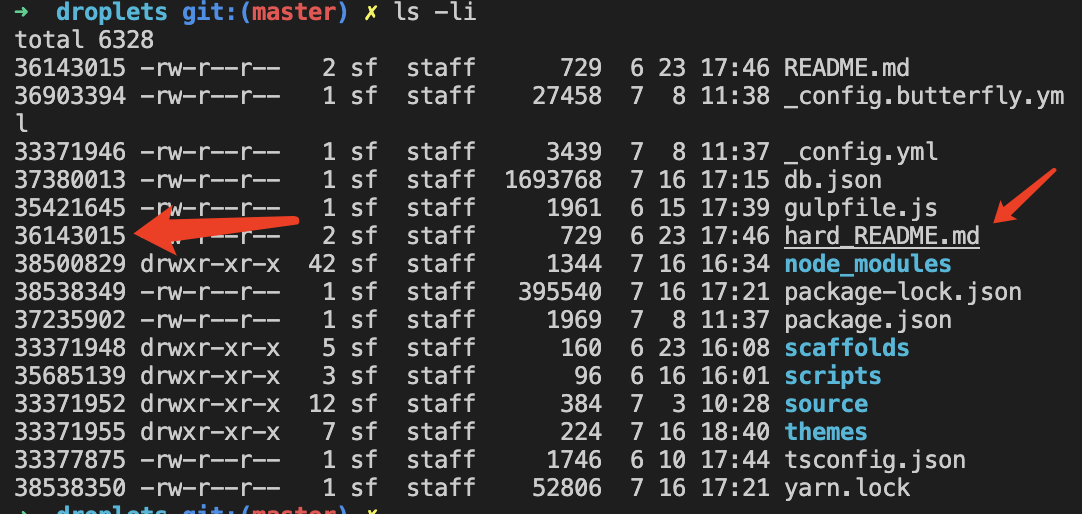 ➜  droplets git:(master) ✗ ls -li
total 6328
36143015 -rw-r--r--   2 sf  staff      729  6 23 17:46 README.md
36903394 -rw-r--r--   1 sf  staff    27458  7  8 11:38 _config.butterfly.ym
l
33371946 -rw-r--r--   1 sf  staff     3439  7  8 11:37 _config.yml
37380013 -rw-r--r--   1 sf  staff  1693768  7 16 17:15 db.json
35421645 -rw-r--r--   1 sf  staff     1961  6 15 17:39 gulpfile.js
36143015 -rw-r--r--   2 sf  staff      729  6 23 17:46 hard_README.md
38500829 drwxr-xr-x  42 sf  staff     1344  7 16 16:34 node_modules
38538349 -rw-r--r--   1 sf  staff   395540  7 16 17:21 package-lock.json
37235902 -rw-r--r--   1 sf  staff     1969  7  8 11:37 package.json
33371948 drwxr-xr-x   5 sf  staff      160  6 23 16:08 scaffolds
35685139 drwxr-xr-x   3 sf  staff       96  6 16 16:01 scripts
33371952 drwxr-xr-x  12 sf  staff      384  7  3 10:28 source
33371955 drwxr-xr-x   7 sf  staff      224  7 16 18:40 themes
33377875 -rw-r--r--   1 sf  staff     1746  6 10 17:44 tsconfig.json
38538350 -rw-r--r--   1 sf  staff    52806  7 16 17:21 yarn.lock
➜  droplets git:(master) ✗